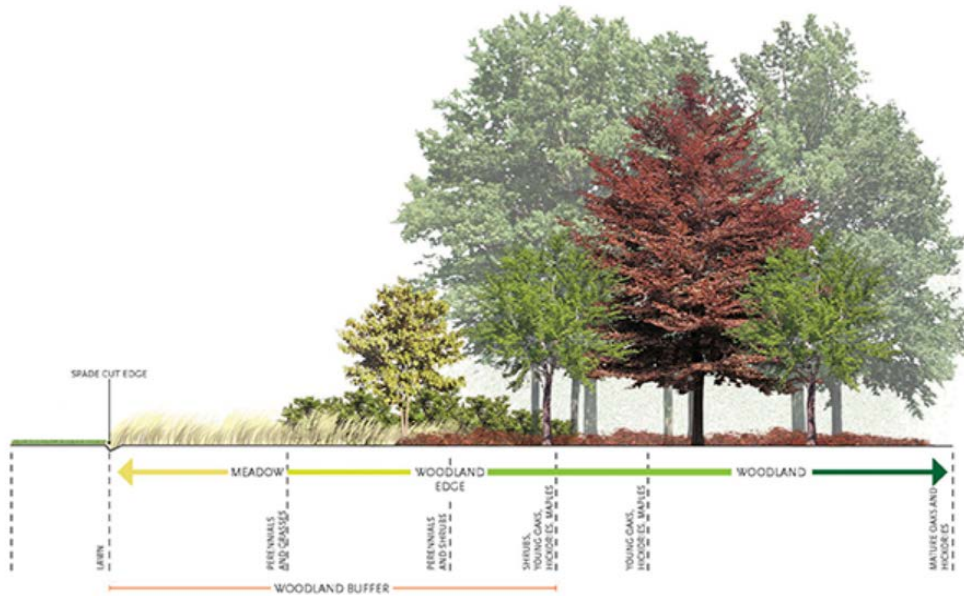 SPADE CUT EDGE
MEADOW
WOODLAND
EDGE
WOODLAND
LAWN
PERENNIALS
AND GRASSES
PERENNIALS
AND SHRUBS
SHRUBS,
YOUNG OAKS,
HICKORIES, MAPLES
YOUNG OAKS,
HICKORIES, MAPLES
MATURE OAKS AND
HICKORIES
WOODLAND BUFFER